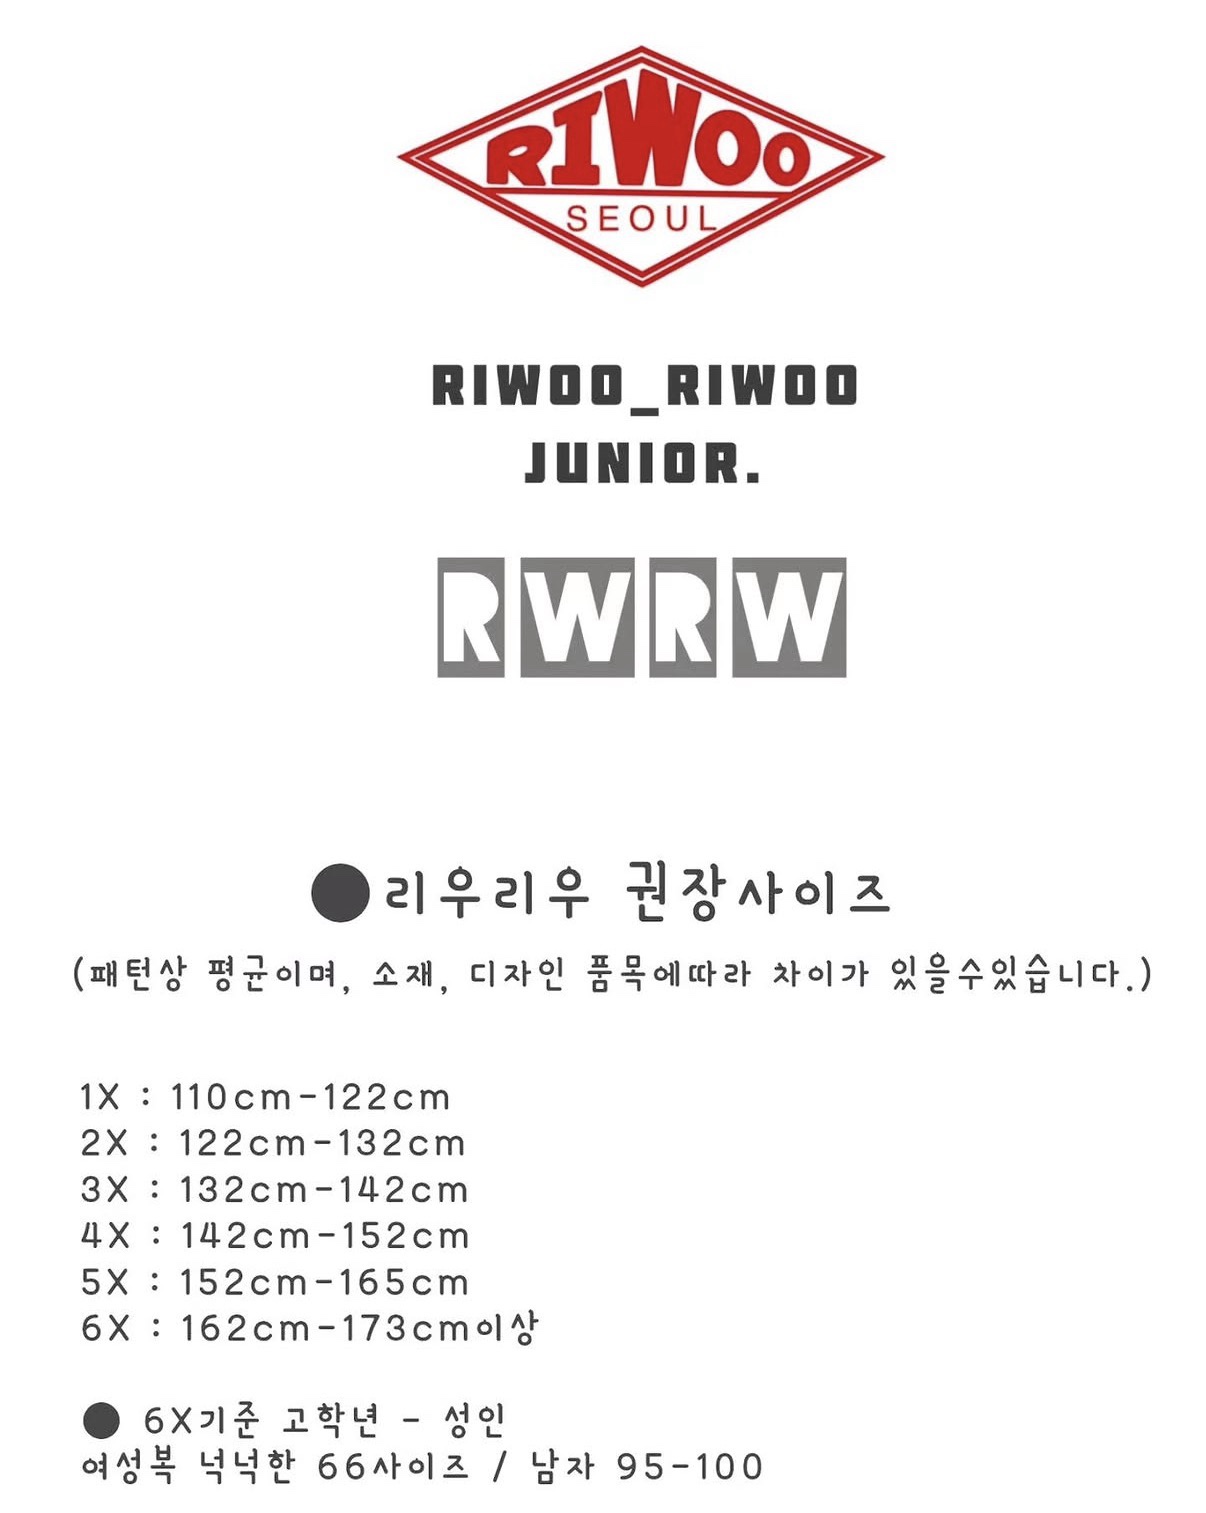 RIWOO
SEOUL
RIWOO_RIWOO
JUNIOR.
RWRW
●리우리우 권장사이즈
(패턴상 평균이며, 소재, 디자인 품목에따라 차이가 있을수있습니다.)
1X : 110cm-122cm
2X : 122cm-132cm
3X : 132cm-142cm
4X : 142cm-152cm
5X : 152cm-165cm
6X : 162cm-173cm이상
● 6X기준 고학년 - 성인
여성복 넉넉한 66사이즈 / 남자 95-100